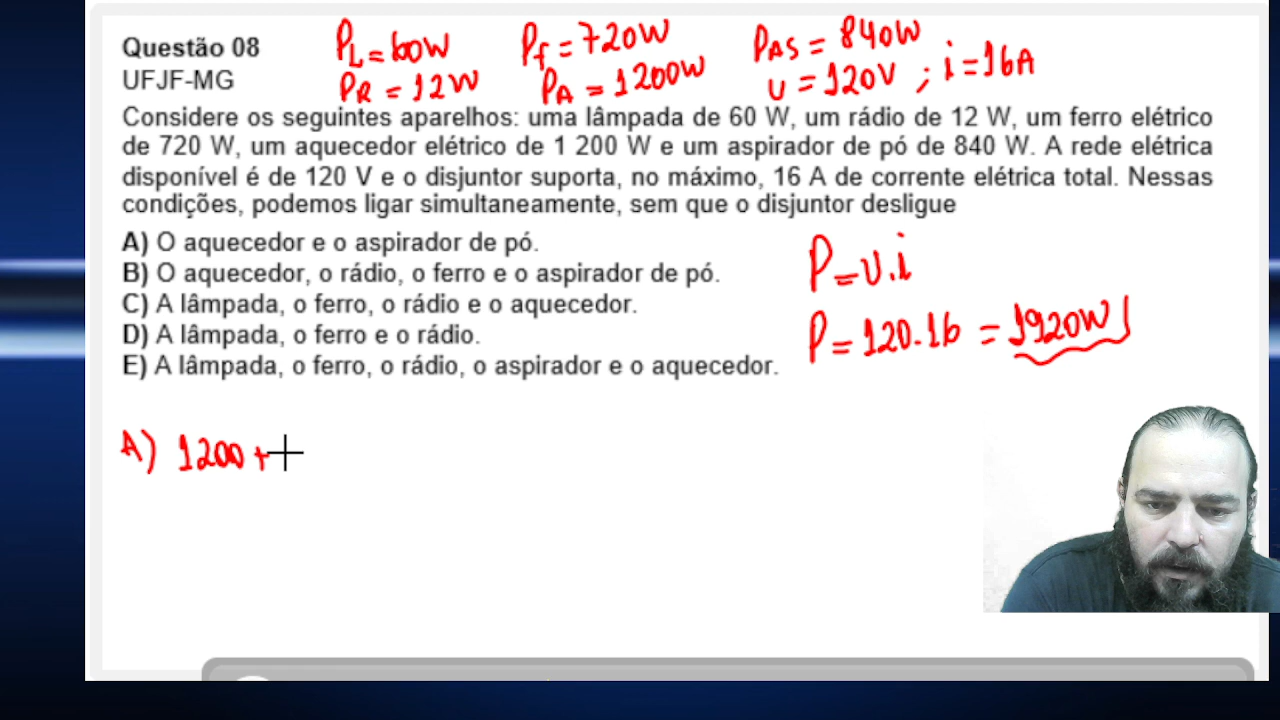 Questão 08
UFJF-MG
PL = 60W Pf = 720W PAS = 840W
PR = 12W PA = 1200W U = 120V ; i = 16A
Considere os seguintes aparelhos: uma lâmpada de 60 W, um rádio de 12 W, um ferro elétrico
de 720 W, um aquecedor elétrico de 1 200 W e um aspirador de pó de 840 W. A rede elétrica
disponível é de 120 V e o disjuntor suporta, no máximo, 16 A de corrente elétrica total. Nessas
condições, podemos ligar simultaneamente, sem que o disjuntor desligue
A) O aquecedor e o aspirador de pó.
B) O aquecedor, o rádio, o ferro e o aspirador de pó.
C) A lâmpada, o ferro, o rádio e o aquecedor.
D) A lâmpada, o ferro e o rádio.
E) A lâmpada, o ferro, o rádio, o aspirador e o aquecedor.
P = U.i
P = 120.16 = 1920W
A) 1200 +